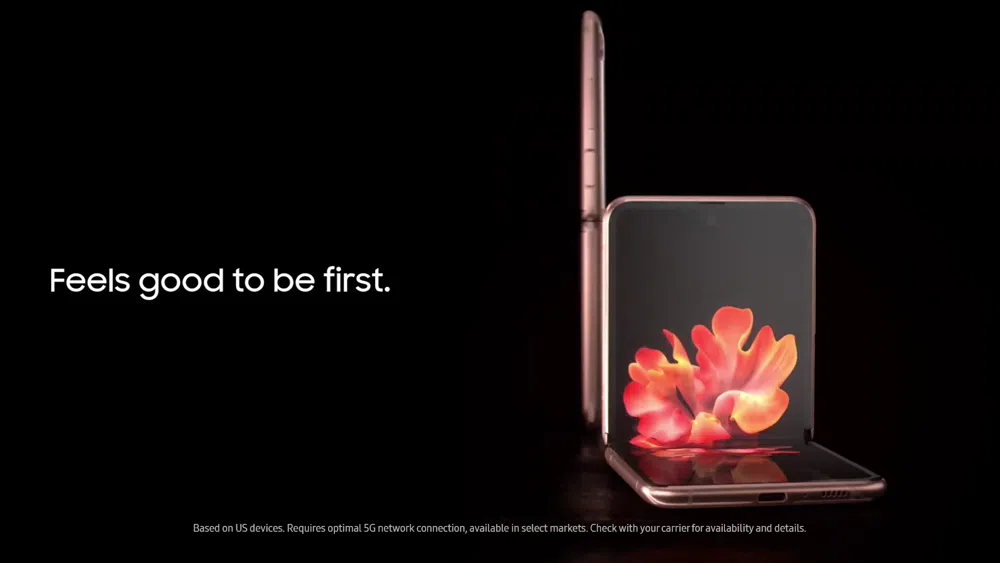 Feels good to be first.
Based on US devices. Requires optimal 5G network connection, available in select markets. Check with your carrier for availability and details.